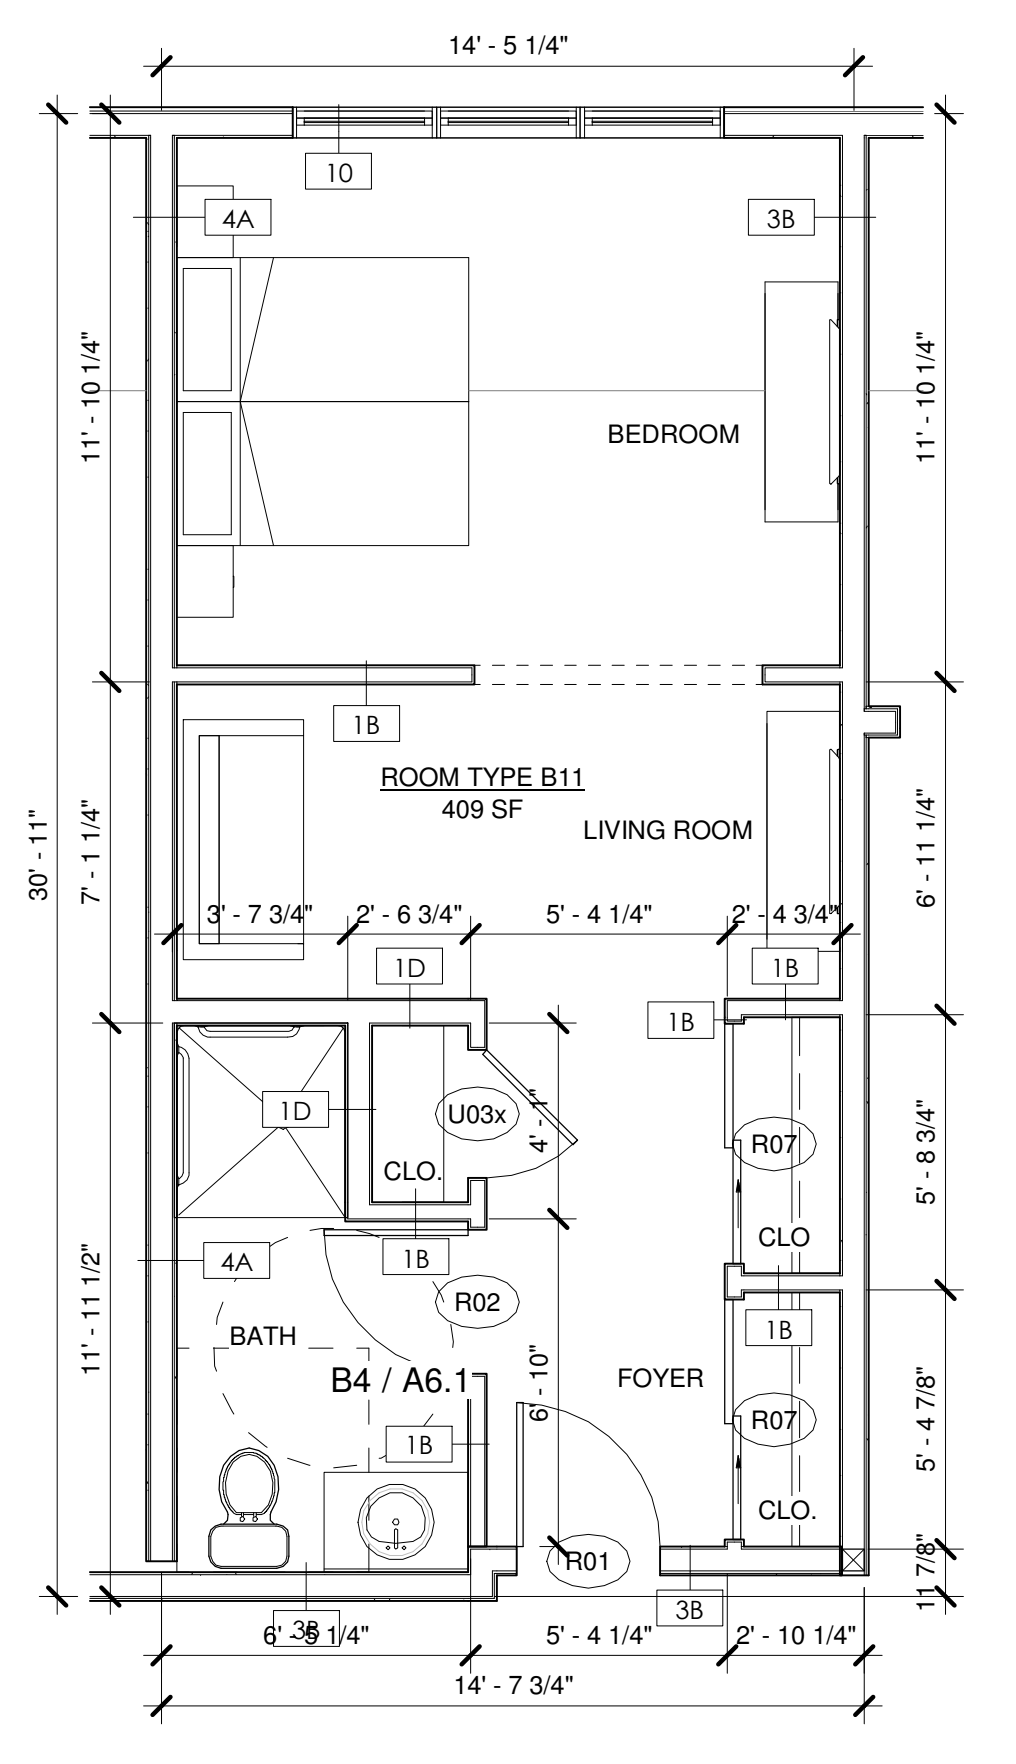 14' - 5 1/4"
10
4A
3B
11' - 10 1/4"
11' - 10 1/4"
BEDROOM
1B
ROOM TYPE B11
409 SF
LIVING ROOM
30' - 11"
7' - 1 1/4"
6' - 11 1/4"
3' - 7 3/4"
2' - 6 3/4"
5' - 4 1/4"
2' - 4 3/4"
1D
1B
1B
1D
U03x
4' - 1"
R07
5' - 8 3/4"
CLO.
CLO
4A
1B
R02
1B
11' - 11 1/2"
BATH
B4 / A6.1
6' - 10"
FOYER
R07
5' - 4 7/8"
1B
CLO.
R01
11 7/8"
3B
3B
6' - 5 1/4"
5' - 4 1/4"
2' - 10 1/4"
14' - 7 3/4"